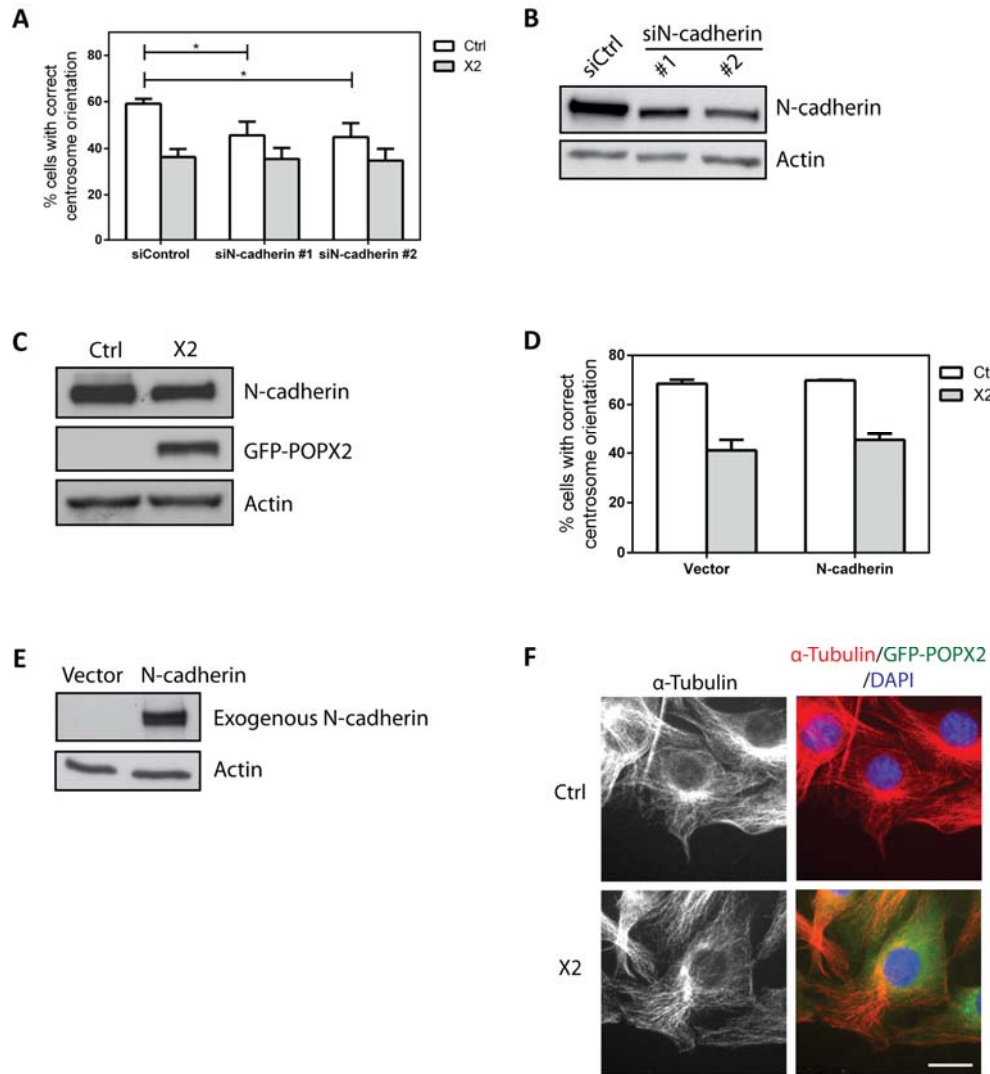 A
% cells with correct
centrosome orientation
80
60
40
20
0
*
*
siControl
siN-cadherin #1
siN-cadherin #2
Ctrl
X2
B
siCtrl
siN-cadherin
#1
#2
N-cadherin
Actin
C
Ctrl
X2
N-cadherin
GFP-POPX2
Actin
D
% cells with correct
centrosome orientation
80
60
40
20
0
Vector
N-cadherin
Ct
X2
E
Vector
N-cadherin
Exogenous N-cadherin
Actin
F
α-Tubulin
α-Tubulin/GFP-POPX2
/DAPI
Ctrl
X2